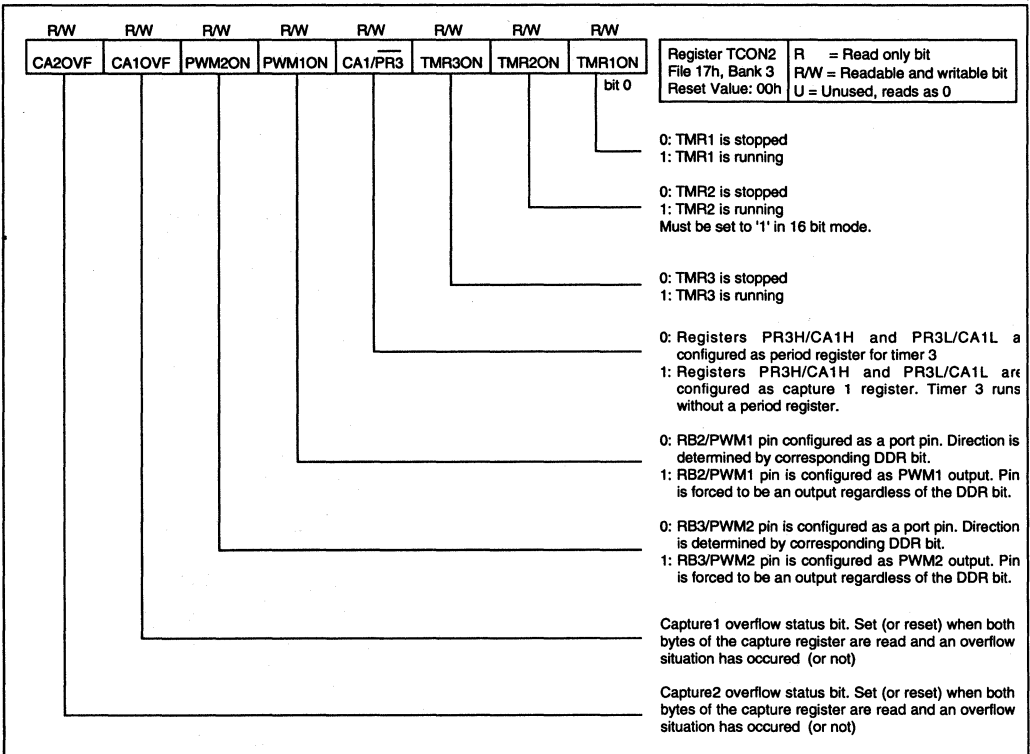 R/W R/W R/W R/W R/W R/W R/W R/W
CA2OVF CA1OVF PWM2ON PWM1ON CA1/PR3 TMR3ON TMR2ON TMR1ON
bit 0
Register TCON2
File 17h, Bank 3
Reset Value: 00h
R = Read only bit
R/W = Readable and writable bit
U = Unused, reads as 0
0: TMR1 is stopped
1: TMR1 is running
0: TMR2 is stopped
1: TMR2 is running
Must be set to '1' in 16 bit mode.
0: TMR3 is stopped
1: TMR3 is running
0: Registers PR3H/CA1H and PR3L/CA1L a
configured as period register for timer 3
1: Registers PR3H/CA1H and PR3L/CA1L are
configured as capture 1 register. Timer 3 runs
without a period register.
0: RB2/PWM1 pin configured as a port pin. Direction is
determined by corresponding DDR bit.
1: RB2/PWM1 pin is configured as PWM1 output. Pin
is forced to be an output regardless of the DDR bit.
0: RB3/PWM2 pin is configured as a port pin. Direction
is determined by corresponding DDR bit.
1: RB3/PWM2 pin is configured as PWM2 output. Pin
is forced to be an output regardless of the DDR bit.
Capture1 overflow status bit. Set (or reset) when both
bytes of the capture register are read and an overflow
situation has occured (or not)
Capture2 overflow status bit. Set (or reset) when both
bytes of the capture register are read and an overflow
situation has occured (or not)